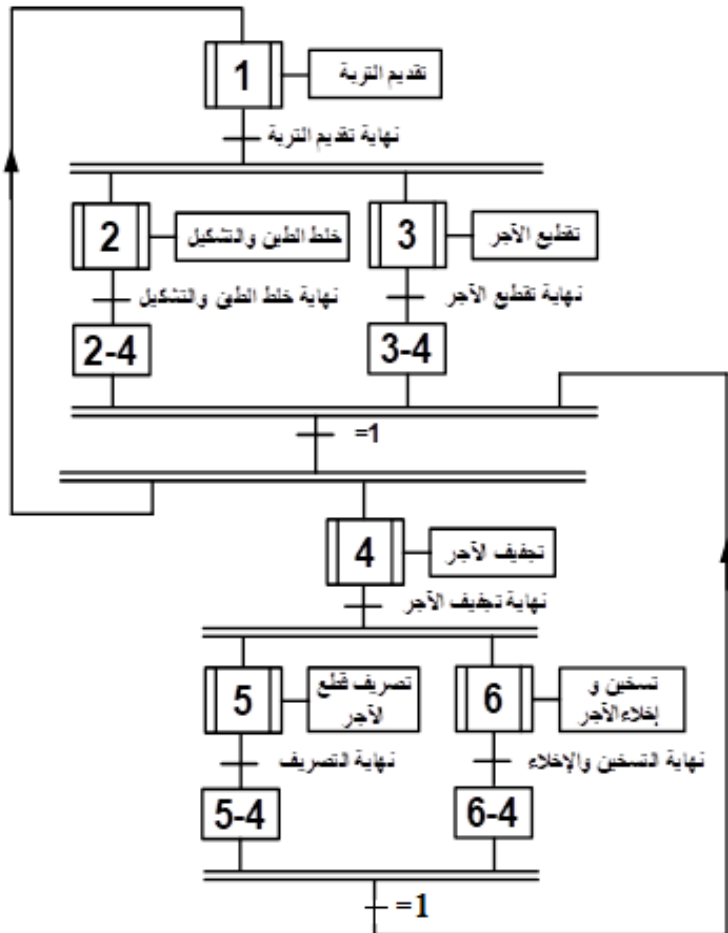 1
تقديم التربة
نهاية تقديم التربة
2
خلط الطين والتشكيل
3
تقطيع الآجر
نهاية خلط الطين والتشكيل
نهاية تقطيع الآجر
2-4
3-4
=1
4
تجفيف الآجر
نهاية تجفيف الآجر
5
تصريف قطع
الآجر
6
تسخين و
إخلاء الآجر
نهاية التصريف
نهاية التسخين والإخلاء
5-4
6-4
=1